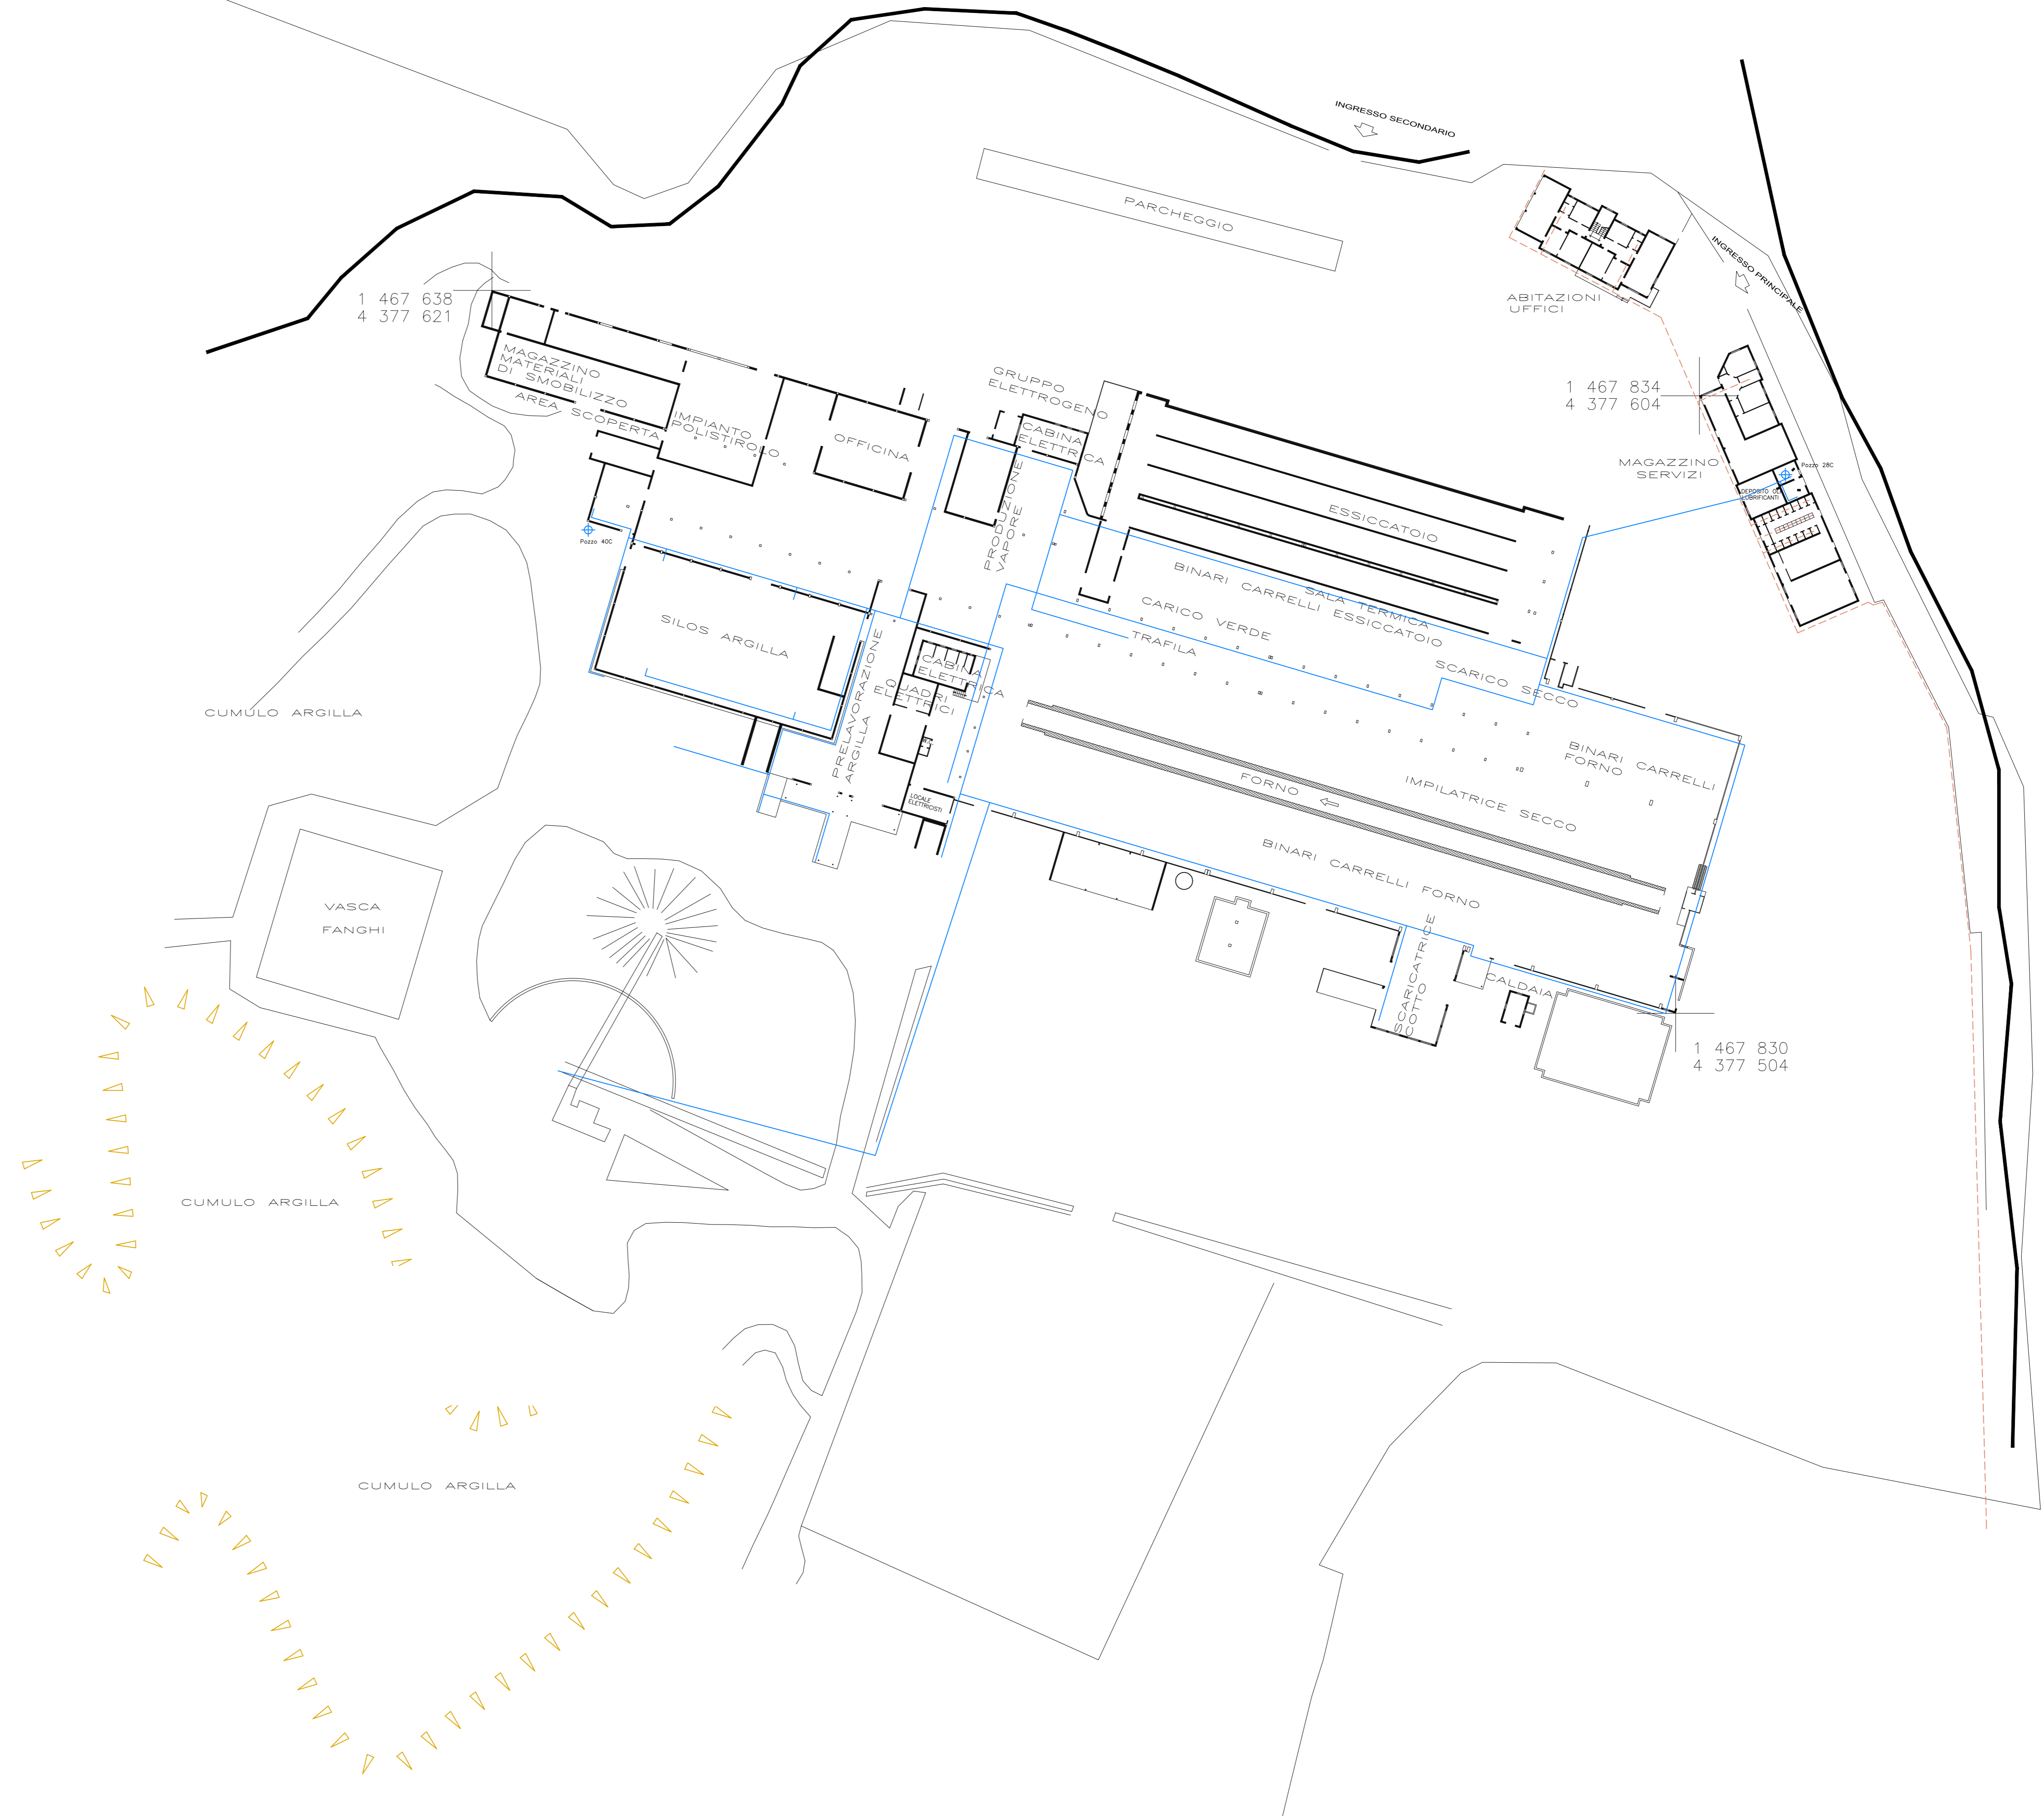 INGRESSO SECONDARIO
PARCHEGGIO
INGRESSO PRINCIPALE
ABITAZIONI
UFFICI
1 467 638
4 377 621
MAGAZZINO
MATERIALI
DI SMOBILIZZO
AREA SCOPERTA
IMPIANTO
POLISTIROLO
OFFICINA
GRUPPO
ELETTROGENO
CABINA
ELETTRICA
PRODUZIONE
VAPORE
1 467 834
4 377 604
MAGAZZINO
SERVIZI
Pozzo 28C
DEPOSITO OLI
LUBRIFICANTI
Pozzo 40C
ESSICCATOIO
BINARI CARRELLI ESSICCATOIO
SALA TERMICA
CARICO VERDE
TRAFILA
SCARICO SECCO
SILOS ARGILLA
PRELAVORAZIONE
ARGILLA
CABINA
ELETTRICA
QUADRI
ELETTRICI
LOCALE
ELETTRICISTI
BINARI CARRELLI
FORNO
FORNO
IMPILATRICE SECCO
BINARI CARRELLI FORNO
SCARICATRICE
COTTO
CALDAIA
1 467 830
4 377 504
CUMULO ARGILLA
VASCA
FANGHI
CUMULO ARGILLA
CUMULO ARGILLA